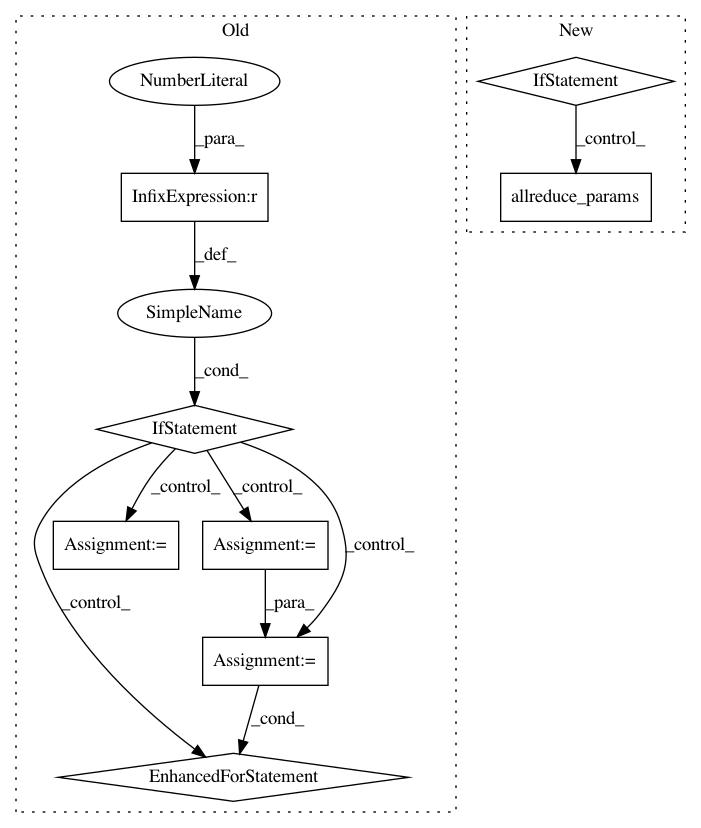 Old
New
NumberLiteral
IfStatement
_para_
_control_
InfixExpression:r
allreduce_params
_def_
SimpleName
_cond_
IfStatement
_control_
_control_
_control_
Assignment:=
Assignment:=
_control_
_para_
Assignment:=
_cond_
EnhancedForStatement